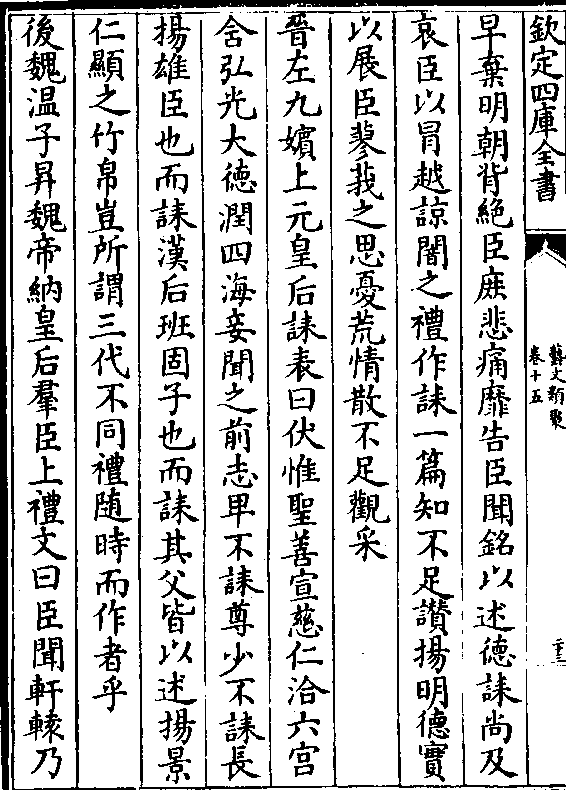 欽定四庫全書
藝文類聚
卷十五
二十三
早棄明朝背絕臣庶悲痛靡告臣聞銘以述德誄尚及
哀臣以冒越諒闇之禮作誄一篇知不足讚揚明德實
以展臣蓼莪之思憂荒情散不足觀采
晉左九嬪上元皇后誄表曰伏惟聖善宣慈仁洽六宮
含弘光大德潤四海妾聞之前志卑不誄尊少不誄長
揚雄臣也而誄漢后班固子也而誄其父皆以述揚景
仁顯之竹帛豈所謂三代不同禮随時而作者乎
後魏温子昇魏帝納皇后羣臣上禮文曰臣聞軒轅乃